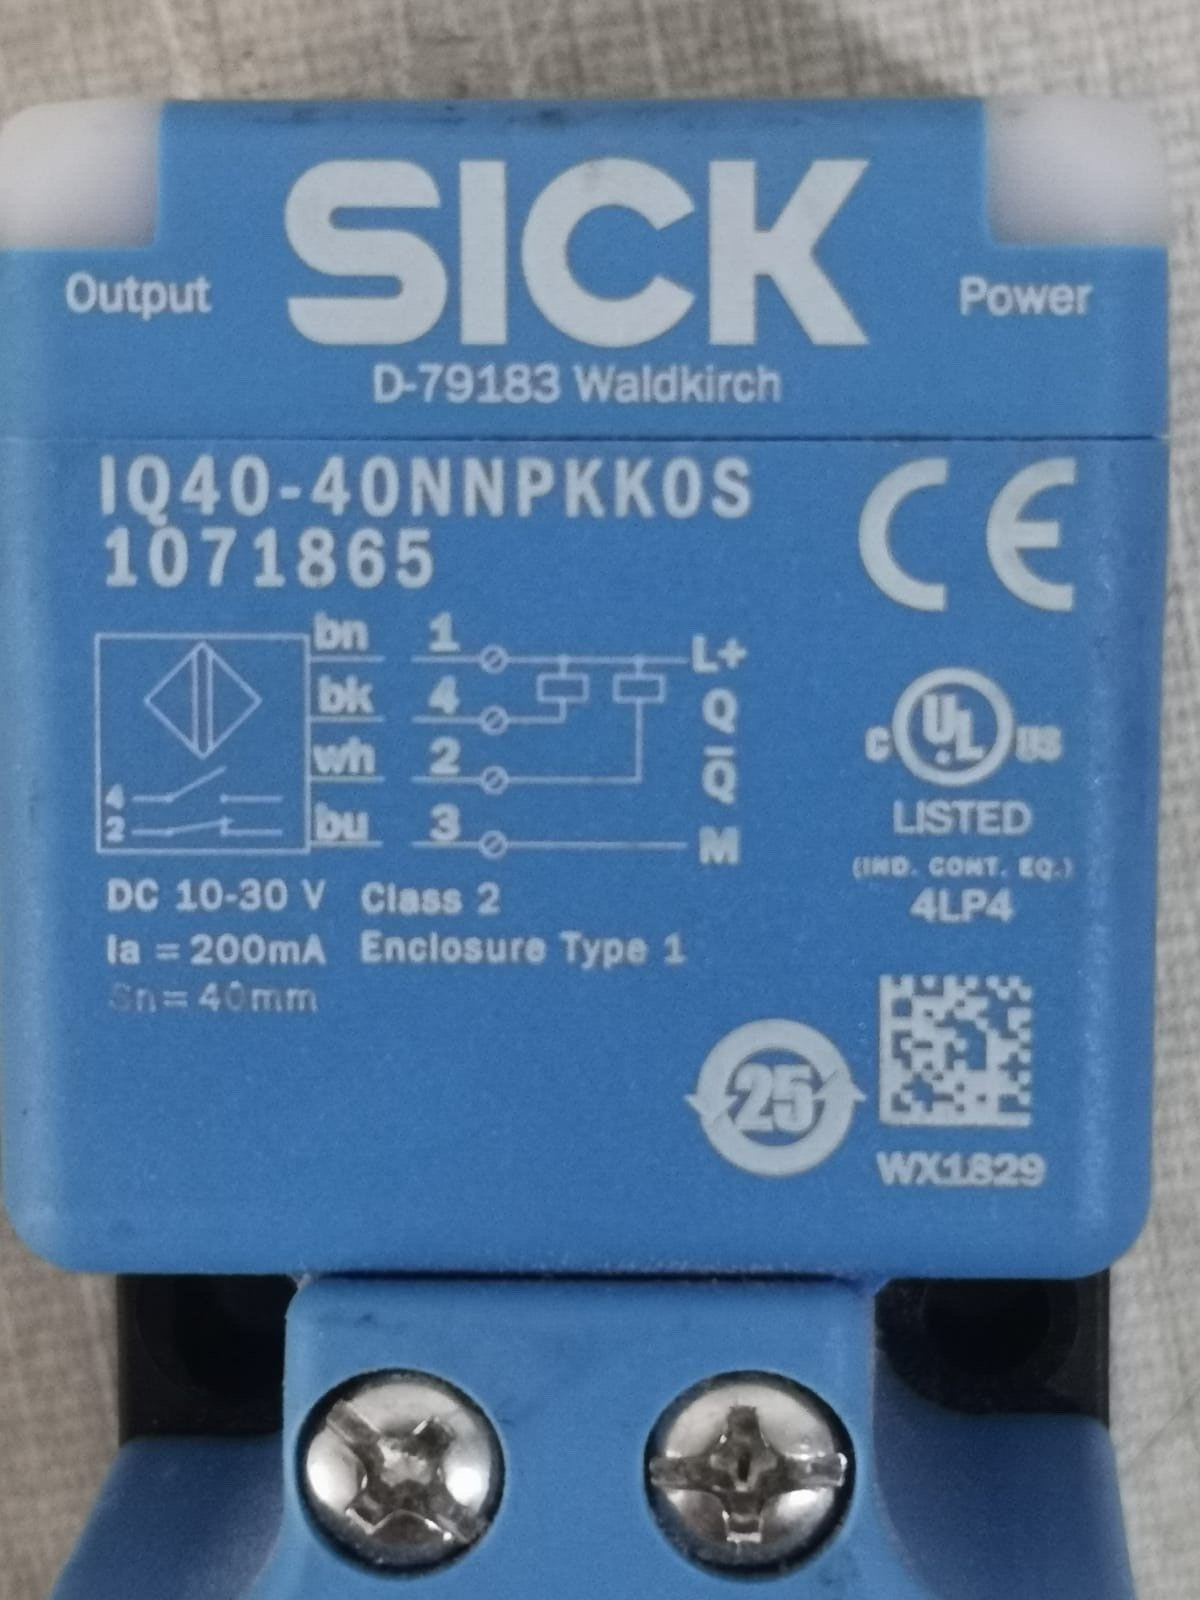 SICK
Output
Power
D-79183 Waldkirch
IQ40-40NNPKK0S
1071865
CE
bn 1 L+
bk 4 Q
wh 2 Q̅
bu 3 M
4
2
c UL us
LISTED
(IND. CONT. EQ.)
4LP4
DC 10-30 V Class 2
Ia = 200mA Enclosure Type 1
Sn= 40mm
25
WX1829